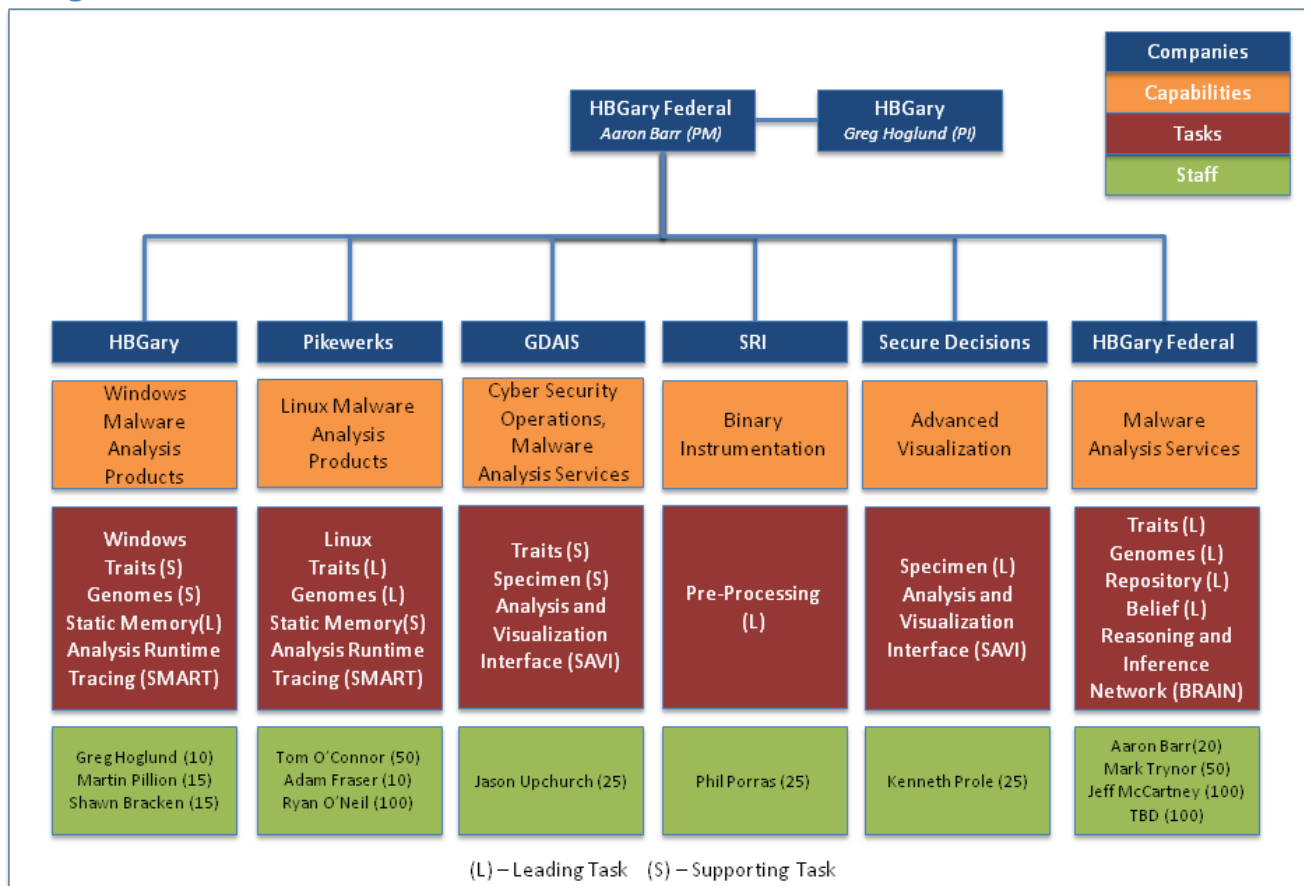 Companies
Capabilities
Tasks
Staff
HBGary Federal
Aaron Barr (PM)
HBGary
Greg Hoglund (PI)
HBGary
Windows
Malware
Analysis
Products
Windows
Traits (S)
Genomes (S)
Static Memory(L)
Analysis Runtime
Tracing (SMART)
Greg Hoglund (10)
Martin Pillion (15)
Shawn Bracken (15)
Pikewerks
Linux Malware
Analysis
Products
Linux
Traits (L)
Genomes (L)
Static Memory(S)
Analysis Runtime
Tracing (SMART)
Tom O'Connor (50)
Adam Fraser (10)
Ryan O'Neil (100)
GDAIS
Cyber Security
Operations,
Malware
Analysis Services
Traits (S)
Specimen (S)
Analysis and
Visualization
Interface (SAVI)
Jason Upchurch (25)
SRI
Binary
Instrumentation
Pre-Processing
(L)
Phil Porras (25)
Secure Decisions
Advanced
Visualization
Specimen (L)
Analysis and
Visualization
Interface (SAVI)
Kenneth Prole (25)
HBGary Federal
Malware
Analysis Services
Traits (L)
Genomes (L)
Repository (L)
Belief (L)
Reasoning and
Inference
Network (BRAIN)
Aaron Barr(20)
Mark Trynor (50)
Jeff McCartney (100)
TBD (100)
(L) – Leading Task (S) – Supporting Task